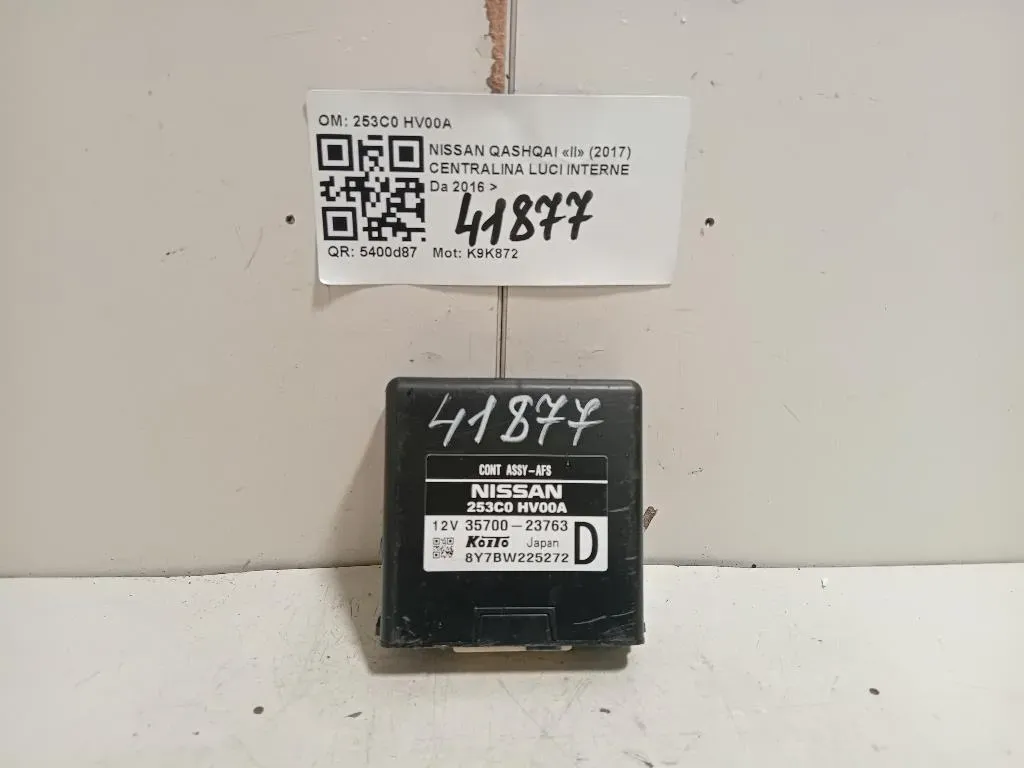 OM: 253C0 HV00A
NISSAN QASHQAI «II» (2017)
CENTRALINA LUCI INTERNE
Da 2016 >
41877
QR: 5400d87 Mot: K9K872
41877
CONT ASSY-AFS
NISSAN
253C0 HV00A
12V 35700-23763
KOITO Japan D
8Y7BW225272